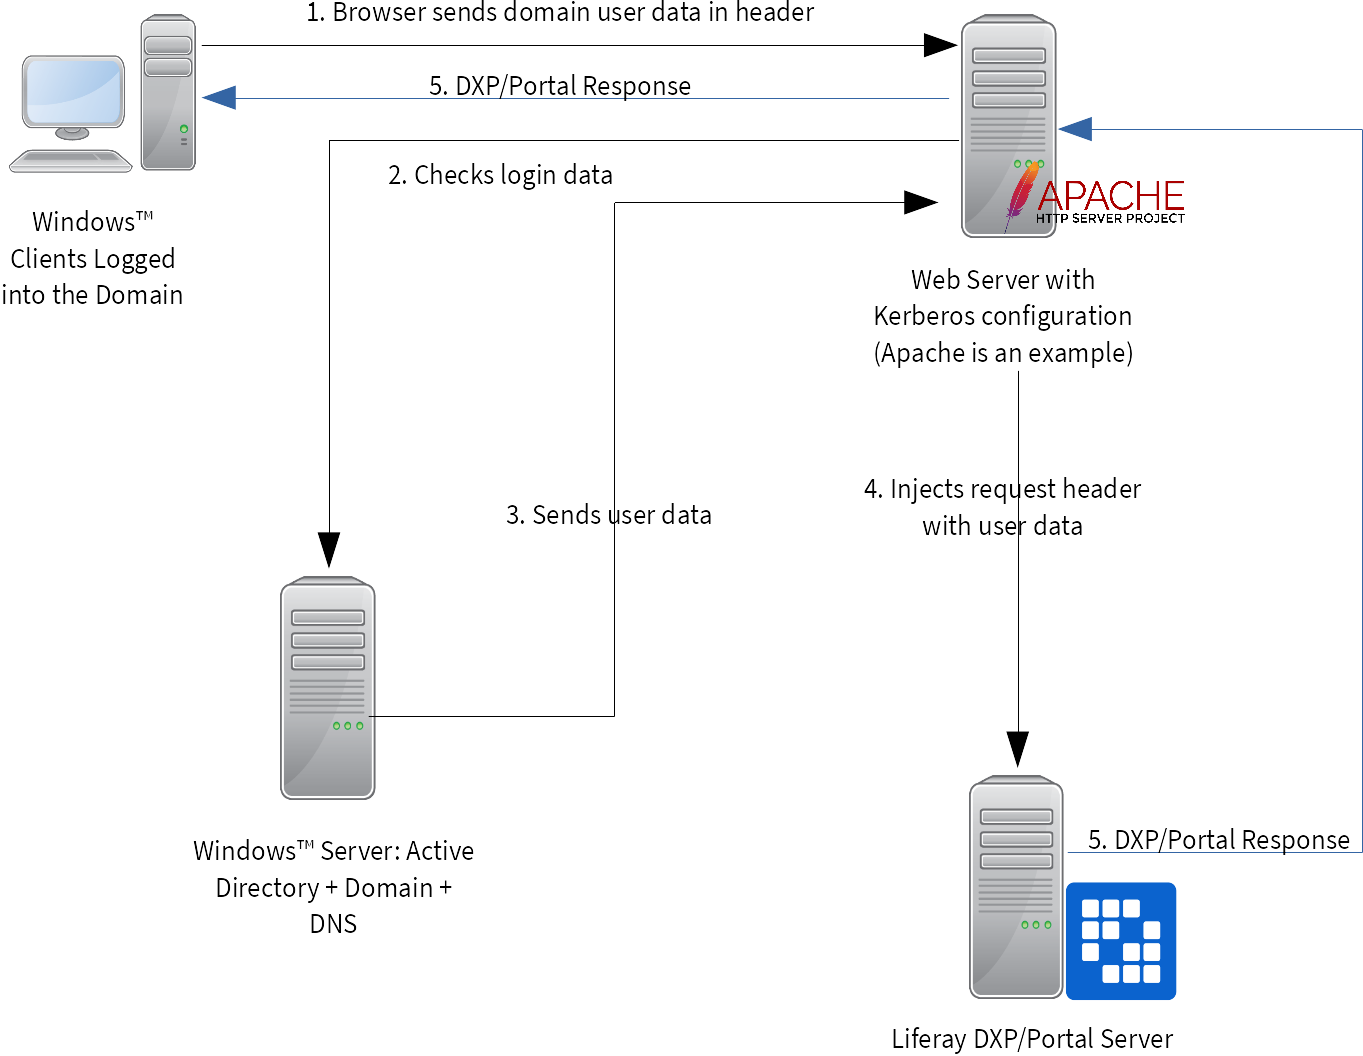 1. Browser sends domain user data in header
5. DXP/Portal Response
2. Checks login data
APACHE
HTTP SERVER PROJECT
Windows™
Clients Logged
into the Domain
Web Server with
Kerberos configuration
(Apache is an example)
4. Injects request header
with user data
3. Sends user data
Windows™ Server: Active
Directory + Domain +
DNS
5. DXP/Portal Response
Liferay DXP/Portal Server